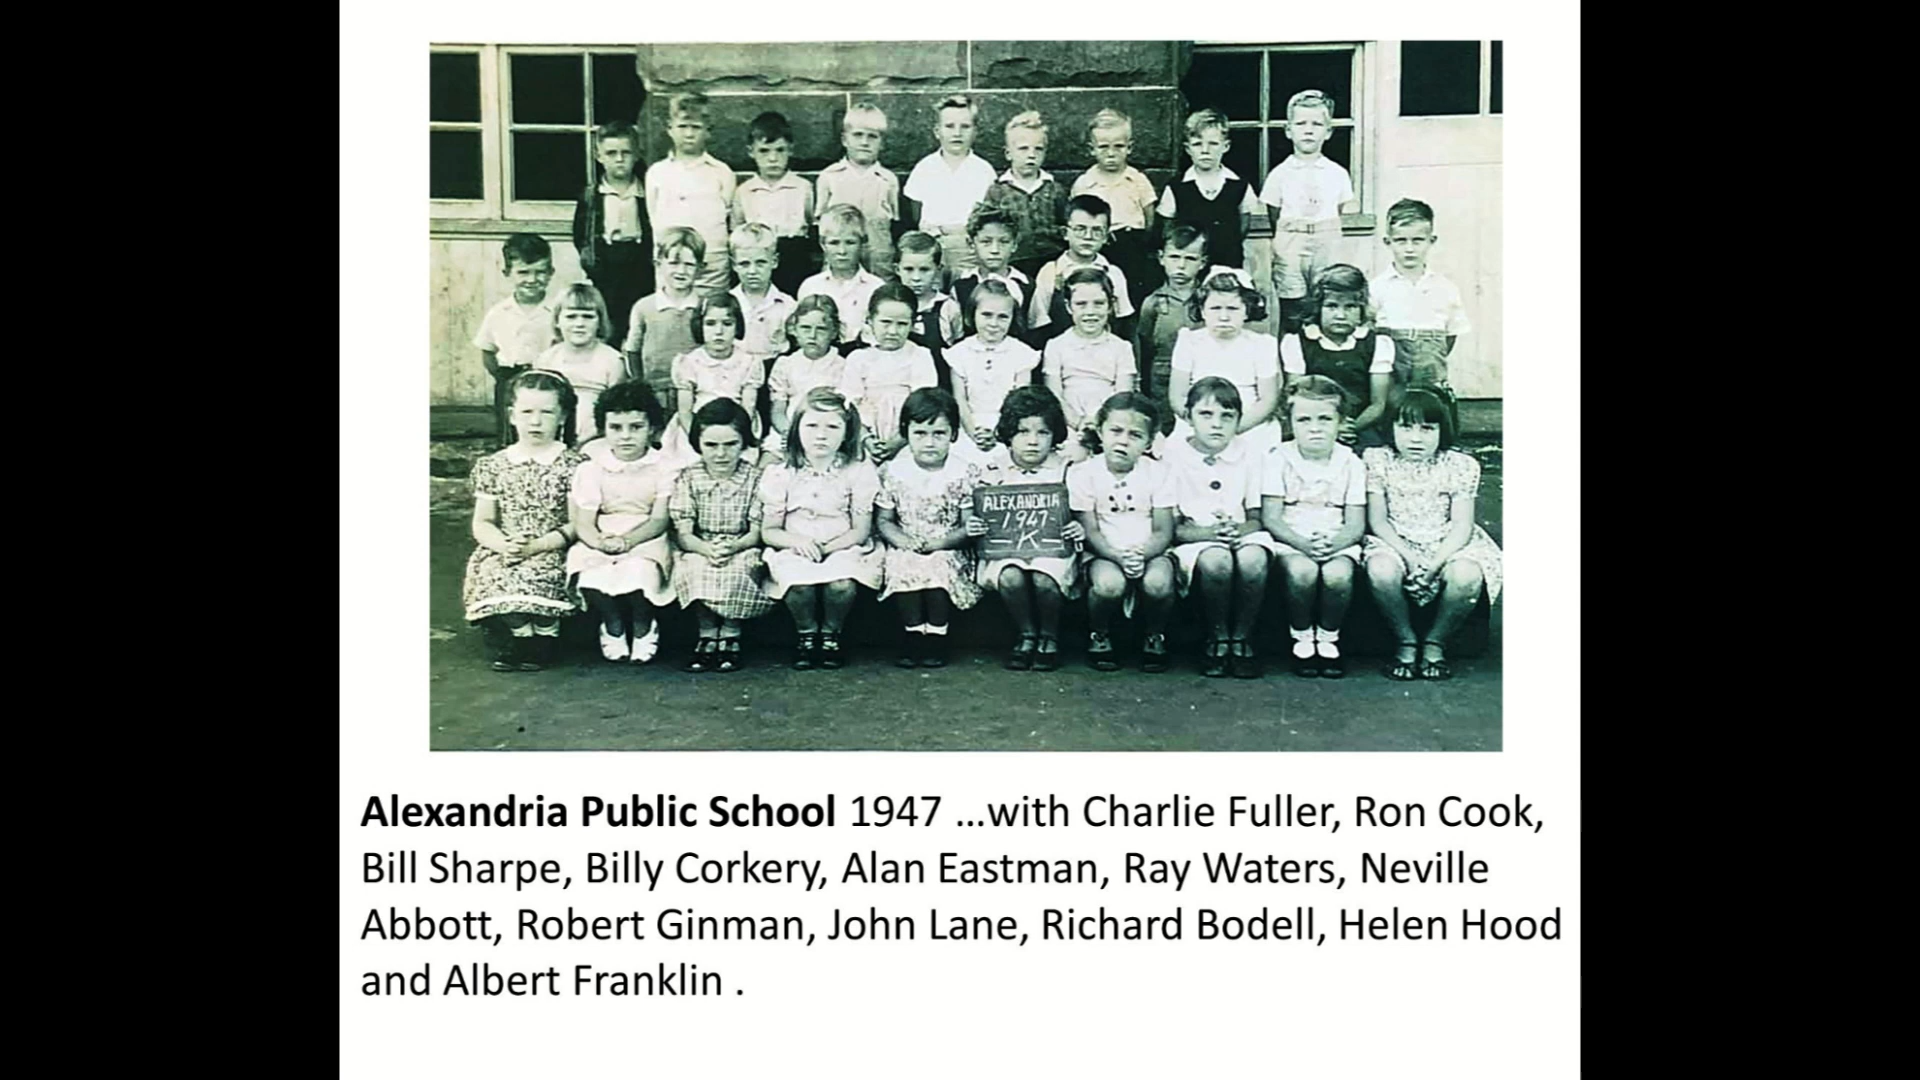 ALEXANDRIA
-1947-
-K-
Alexandria Public School 1947 ...with Charlie Fuller, Ron Cook,
Bill Sharpe, Billy Corkery, Alan Eastman, Ray Waters, Neville
Abbott, Robert Ginman, John Lane, Richard Bodell, Helen Hood
and Albert Franklin .